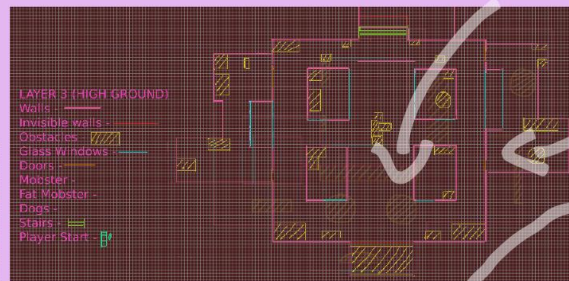 LAYER 3 (HIGH GROUND)
Walls -
Invisible walls -
Obstacles
Glass Windows -
Doors -
Mobster -
Fat Mobster -
Dogs -
Stairs -
Player Start -